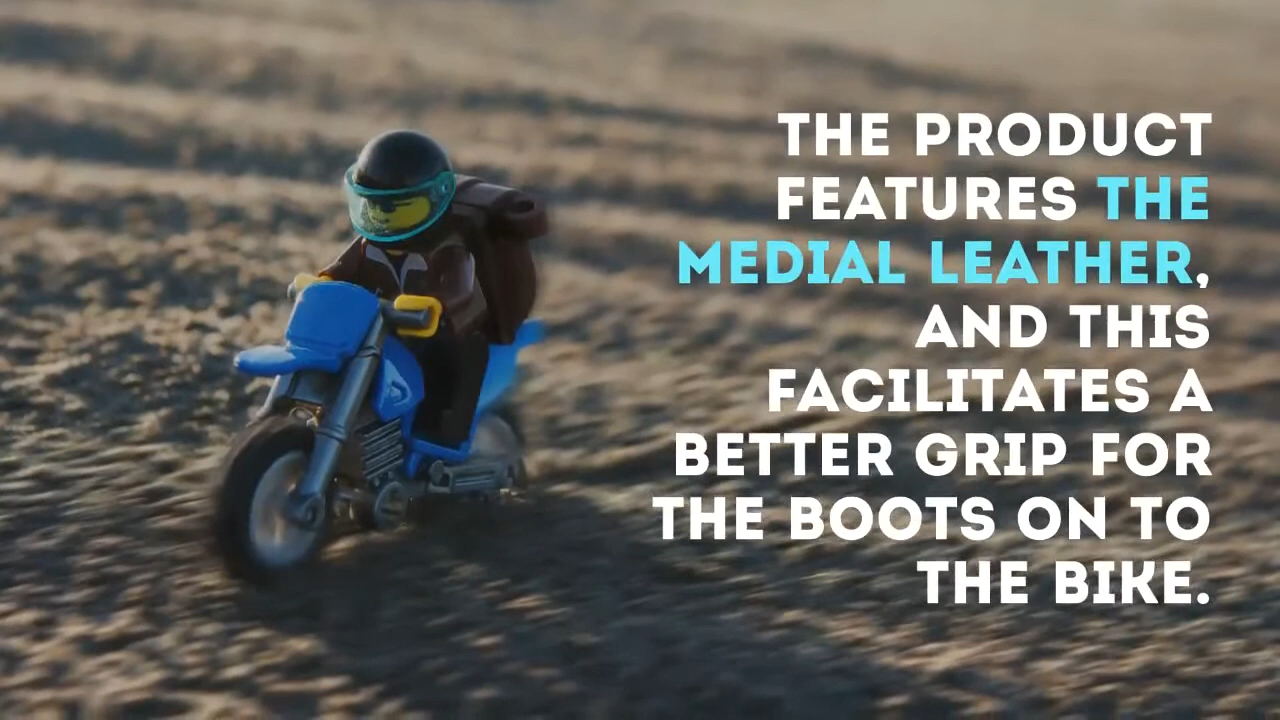 THE PRODUCT
FEATURES THE
MEDIAL LEATHER,
AND THIS
FACILITATES A
BETTER GRIP FOR
THE BOOTS ON TO
THE BIKE.